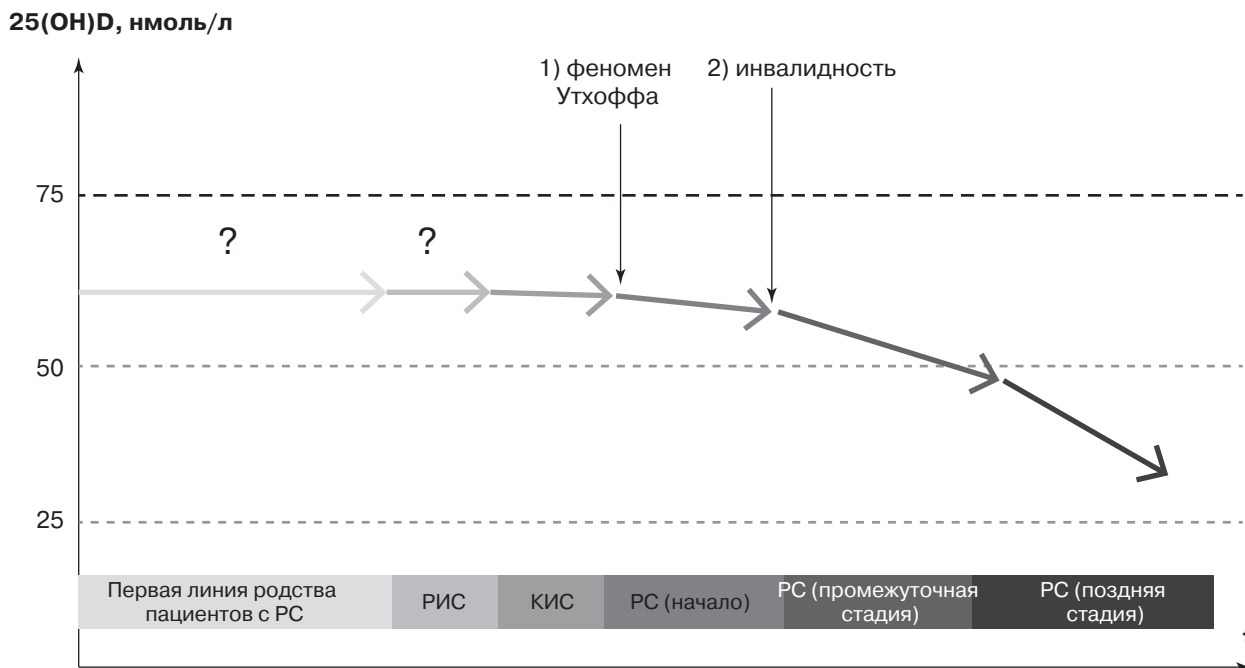 25(OH)D, нмоль/л
1) феномен
Утхоффа
2) инвалидность
75
?
?
50
25
Первая линия родства
пациентов с РС
РИС
КИС
РС (начало)
РС (промежуточная
стадия)
РС (поздняя
стадия)